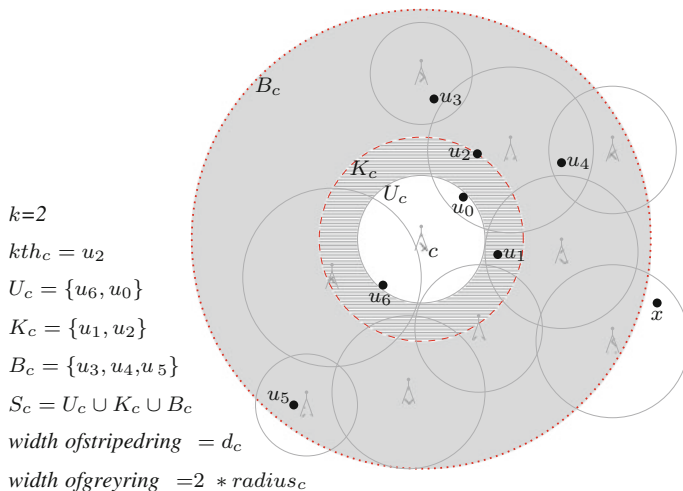 B_c
u_3
u_2
u_4
K_c
U_c
u_0
c
u_1
u_6
x
u_5
k=2
kth_c = u_2
U_c = {u_6, u_0}
K_c = {u_1, u_2}
B_c = {u_3, u_4,u_5}
S_c = U_c ∪ K_c ∪ B_c
width ofstripedring = d_c
width ofgreyring =2 * radius_c